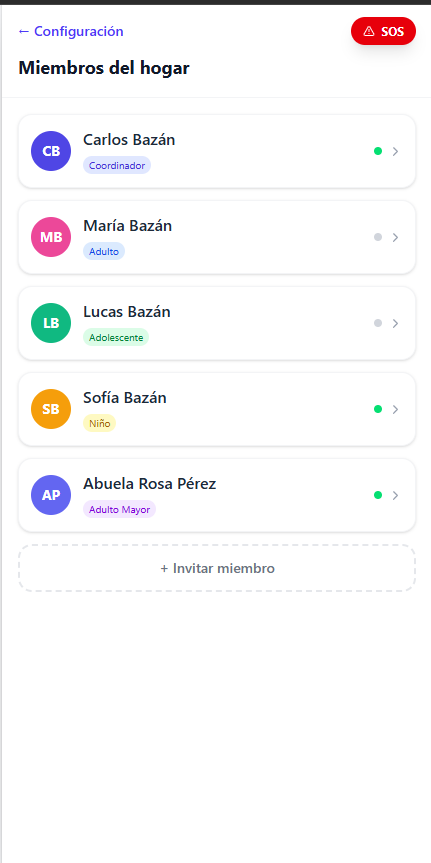 ← Configuración
SOS
Miembros del hogar
CB
Carlos Bazán
Coordinador
MB
María Bazán
Adulto
LB
Lucas Bazán
Adolescente
SB
Sofía Bazán
Niño
AP
Abuela Rosa Pérez
Adulto Mayor
+ Invitar miembro